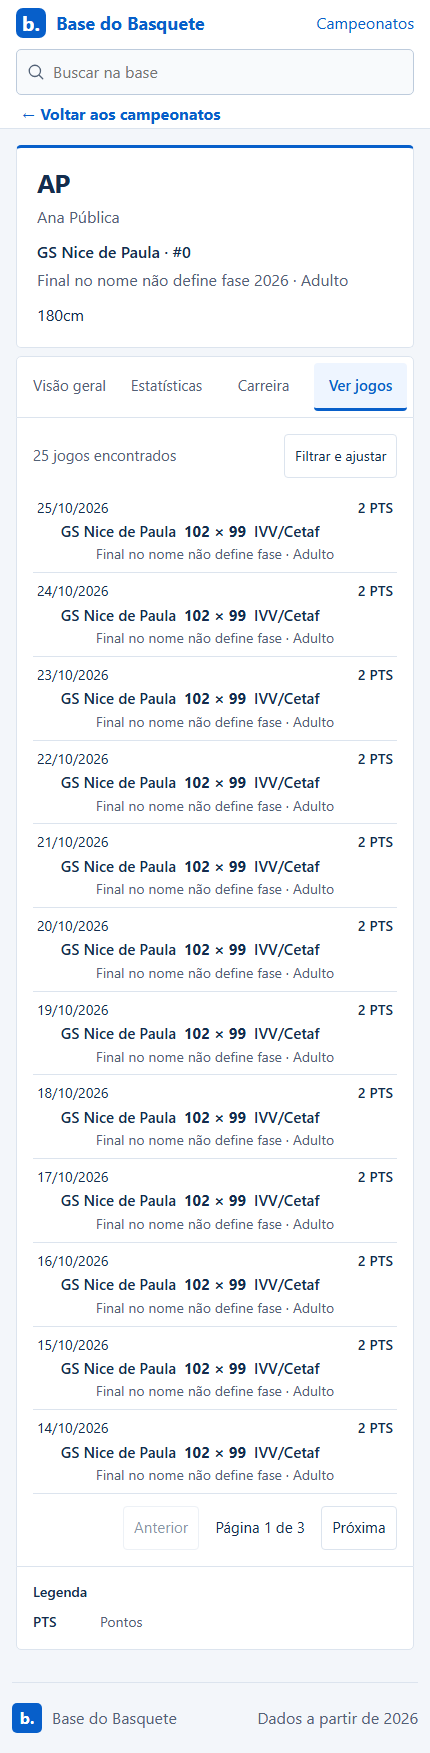 b. Base do Basquete Campeonatos
Buscar na base
← Voltar aos campeonatos
AP
Ana Pública
GS Nice de Paula · #0
Final no nome não define fase 2026 · Adulto
180cm
Visão geral Estatísticas Carreira Ver jogos
25 jogos encontrados Filtrar e ajustar
25/10/2026 2 PTS
GS Nice de Paula 102 × 99 IVV/Cetaf
Final no nome não define fase · Adulto
24/10/2026 2 PTS
GS Nice de Paula 102 × 99 IVV/Cetaf
Final no nome não define fase · Adulto
23/10/2026 2 PTS
GS Nice de Paula 102 × 99 IVV/Cetaf
Final no nome não define fase · Adulto
22/10/2026 2 PTS
GS Nice de Paula 102 × 99 IVV/Cetaf
Final no nome não define fase · Adulto
21/10/2026 2 PTS
GS Nice de Paula 102 × 99 IVV/Cetaf
Final no nome não define fase · Adulto
20/10/2026 2 PTS
GS Nice de Paula 102 × 99 IVV/Cetaf
Final no nome não define fase · Adulto
19/10/2026 2 PTS
GS Nice de Paula 102 × 99 IVV/Cetaf
Final no nome não define fase · Adulto
18/10/2026 2 PTS
GS Nice de Paula 102 × 99 IVV/Cetaf
Final no nome não define fase · Adulto
17/10/2026 2 PTS
GS Nice de Paula 102 × 99 IVV/Cetaf
Final no nome não define fase · Adulto
16/10/2026 2 PTS
GS Nice de Paula 102 × 99 IVV/Cetaf
Final no nome não define fase · Adulto
15/10/2026 2 PTS
GS Nice de Paula 102 × 99 IVV/Cetaf
Final no nome não define fase · Adulto
14/10/2026 2 PTS
GS Nice de Paula 102 × 99 IVV/Cetaf
Final no nome não define fase · Adulto
Anterior Página 1 de 3 Próxima
Legenda
PTS Pontos
b. Base do Basquete Dados a partir de 2026